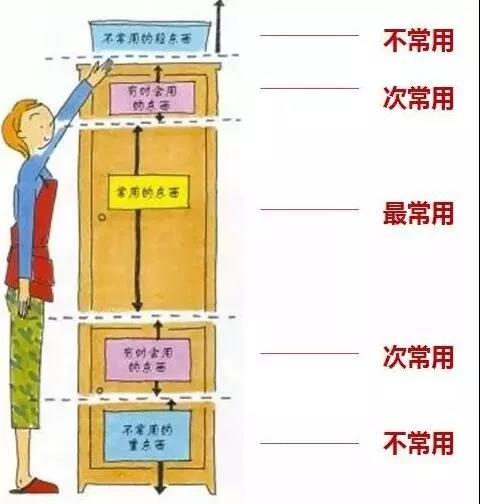 不常用的轻东西
不常用
有时会用
的东西
次常用
常用的东西
最常用
有时会用
的东西
次常用
不常用的
重东西
不常用